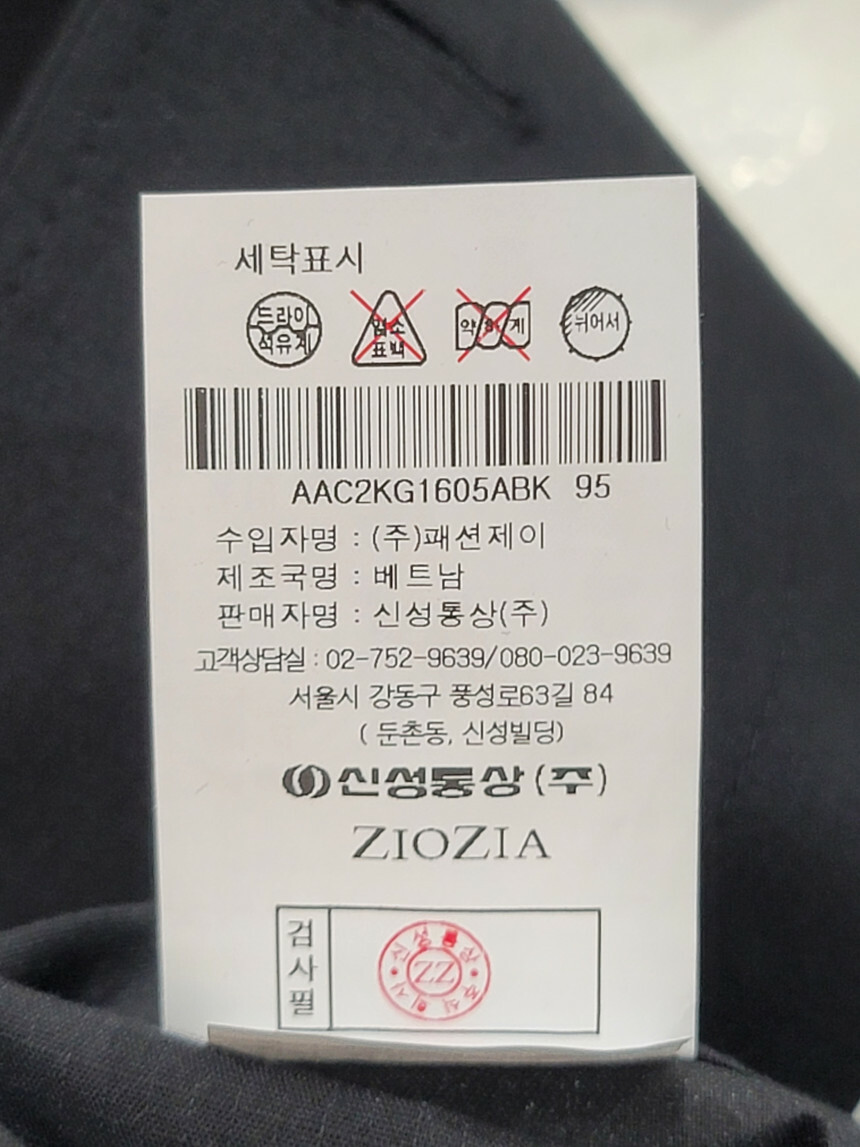 세탁표시
드라이 석유계
염소 표백
약하게
뉘어서
AAC2KG1605ABK 95
수입자명 : (주)패션제이
제조국명 : 베트남
판매자명 : 신성통상(주)
고객상담실 : 02-752-9639/080-023-9639
서울시 강동구 풍성로63길 84
( 둔촌동, 신성빌딩)
신성통상(주)
ZIOZIA
검사필
ZZ